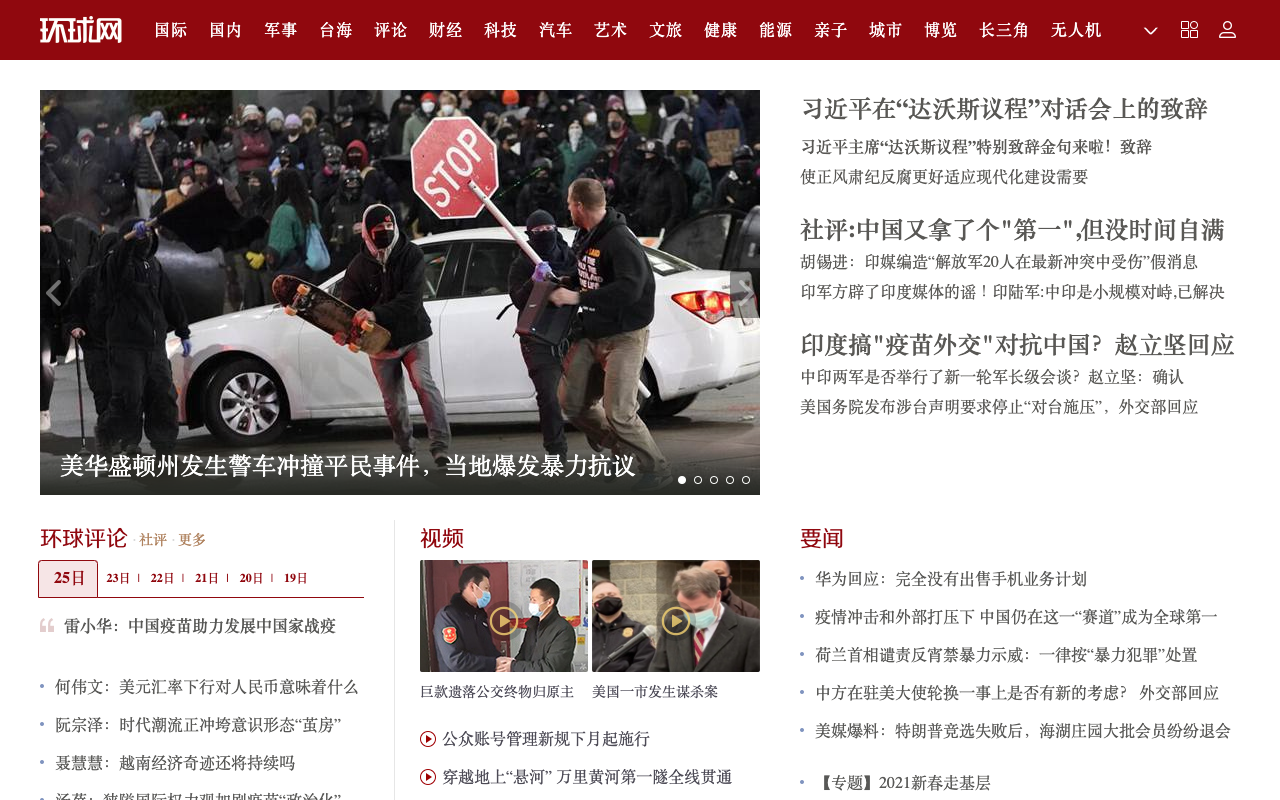 环球网
国际 国内 军事 台海 评论 财经 科技 汽车 艺术 文旅 健康 能源 亲子 城市 博览 长三角 无人机
STOP
美华盛顿州发生警车冲撞平民事件，当地爆发暴力抗议
习近平在“达沃斯议程”对话会上的致辞
习近平主席“达沃斯议程”特别致辞金句来啦！致辞
使正风肃纪反腐更好适应现代化建设需要
社评:中国又拿了个"第一",但没时间自满
胡锡进：印媒编造“解放军20人在最新冲突中受伤”假消息
印军方辟了印度媒体的谣！印陆军:中印是小规模对峙,已解决
印度搞"疫苗外交"对抗中国？赵立坚回应
中印两军是否举行了新一轮军长级会谈？赵立坚：确认
美国务院发布涉台声明要求停止“对台施压”，外交部回应
环球评论 · 社评 · 更多
25日 23日 22日 21日 20日 19日
雷小华：中国疫苗助力发展中国家战疫
何伟文：美元汇率下行对人民币意味着什么
阮宗泽：时代潮流正冲垮意识形态“茧房”
聂慧慧：越南经济奇迹还将持续吗
视频
巨款遗落公交终物归原主
美国一市发生谋杀案
公众账号管理新规下月起施行
穿越地上“悬河” 万里黄河第一隧全线贯通
要闻
华为回应：完全没有出售手机业务计划
疫情冲击和外部打压下 中国仍在这一“赛道”成为全球第一
荷兰首相谴责反宵禁暴力示威：一律按“暴力犯罪”处置
中方在驻美大使轮换一事上是否有新的考虑？ 外交部回应
美媒爆料：特朗普竞选失败后，海湖庄园大批会员纷纷退会
【专题】2021新春走基层